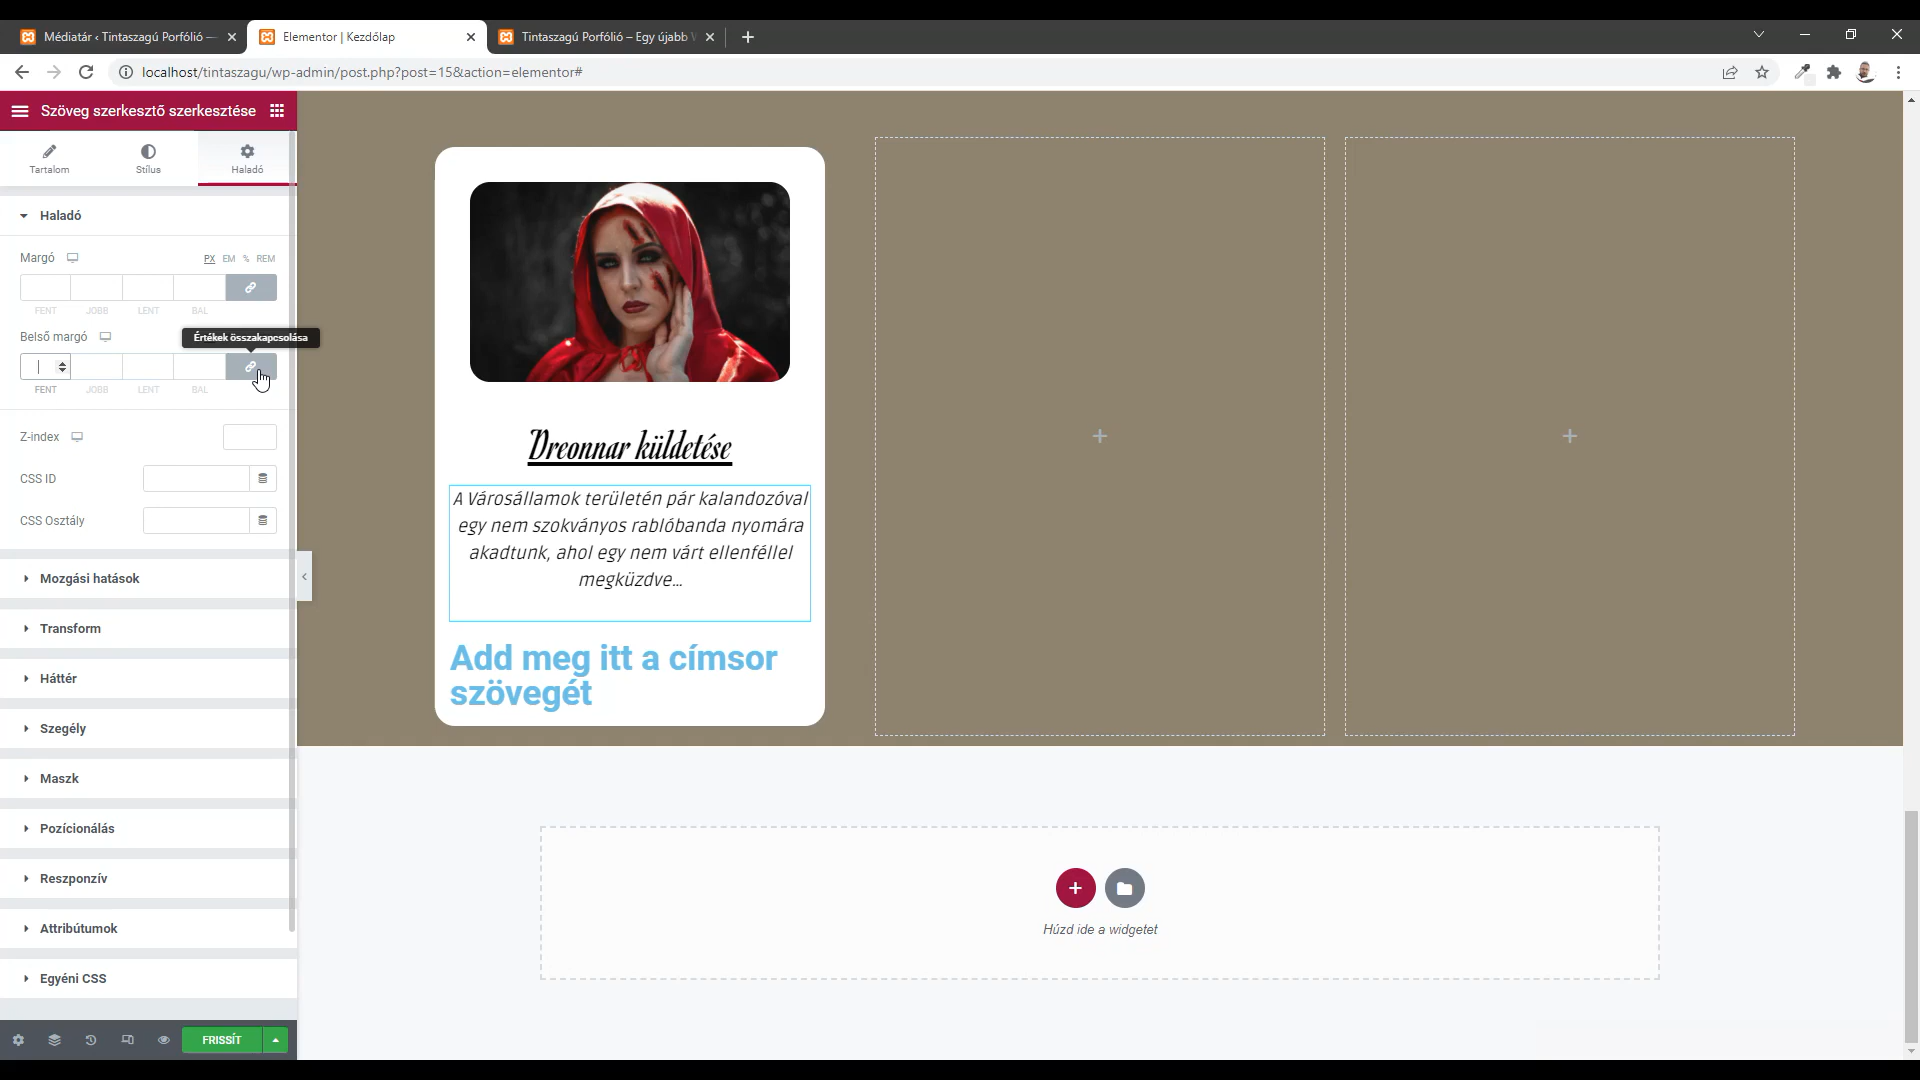 Médiatár ‹ Tintaszagú Porfólió —
Elementor | Kezdőlap
Tintaszagú Porfólió – Egy újabb
localhost/tintaszagu/wp-admin/post.php?post=15&action=elementor#
Szöveg szerkesztő szerkesztése
Tartalom
Stílus
Haladó
Haladó
Margó
PX EM % REM
FENT JOBB LENT BAL
Belső margó
Értékek összakapcsolása
FENT JOBB LENT BAL
Z-index
CSS ID
CSS Osztály
Mozgási hatások
Transform
Háttér
Szegély
Maszk
Pozícionálás
Reszponzív
Attribútumok
Egyéni CSS
FRISSÍT
Dreonnar küldetése
A Városállamok területén pár kalandozóval
egy nem szokványos rablóbanda nyomára
akadtunk, ahol egy nem várt ellenféllel
megküzdve...
Add meg itt a címsor
szövegét
Húzd ide a widgetet